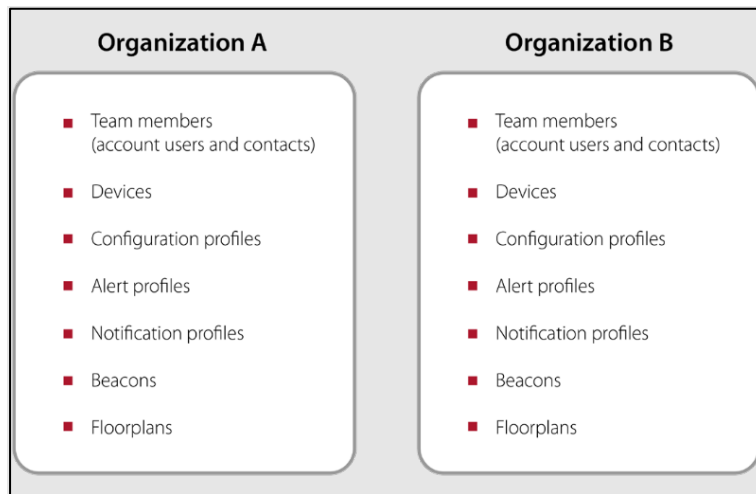 Organization A
Team members
(account users and contacts)
Devices
Configuration profiles
Alert profiles
Notification profiles
Beacons
Floorplans
Organization B
Team members
(account users and contacts)
Devices
Configuration profiles
Alert profiles
Notification profiles
Beacons
Floorplans